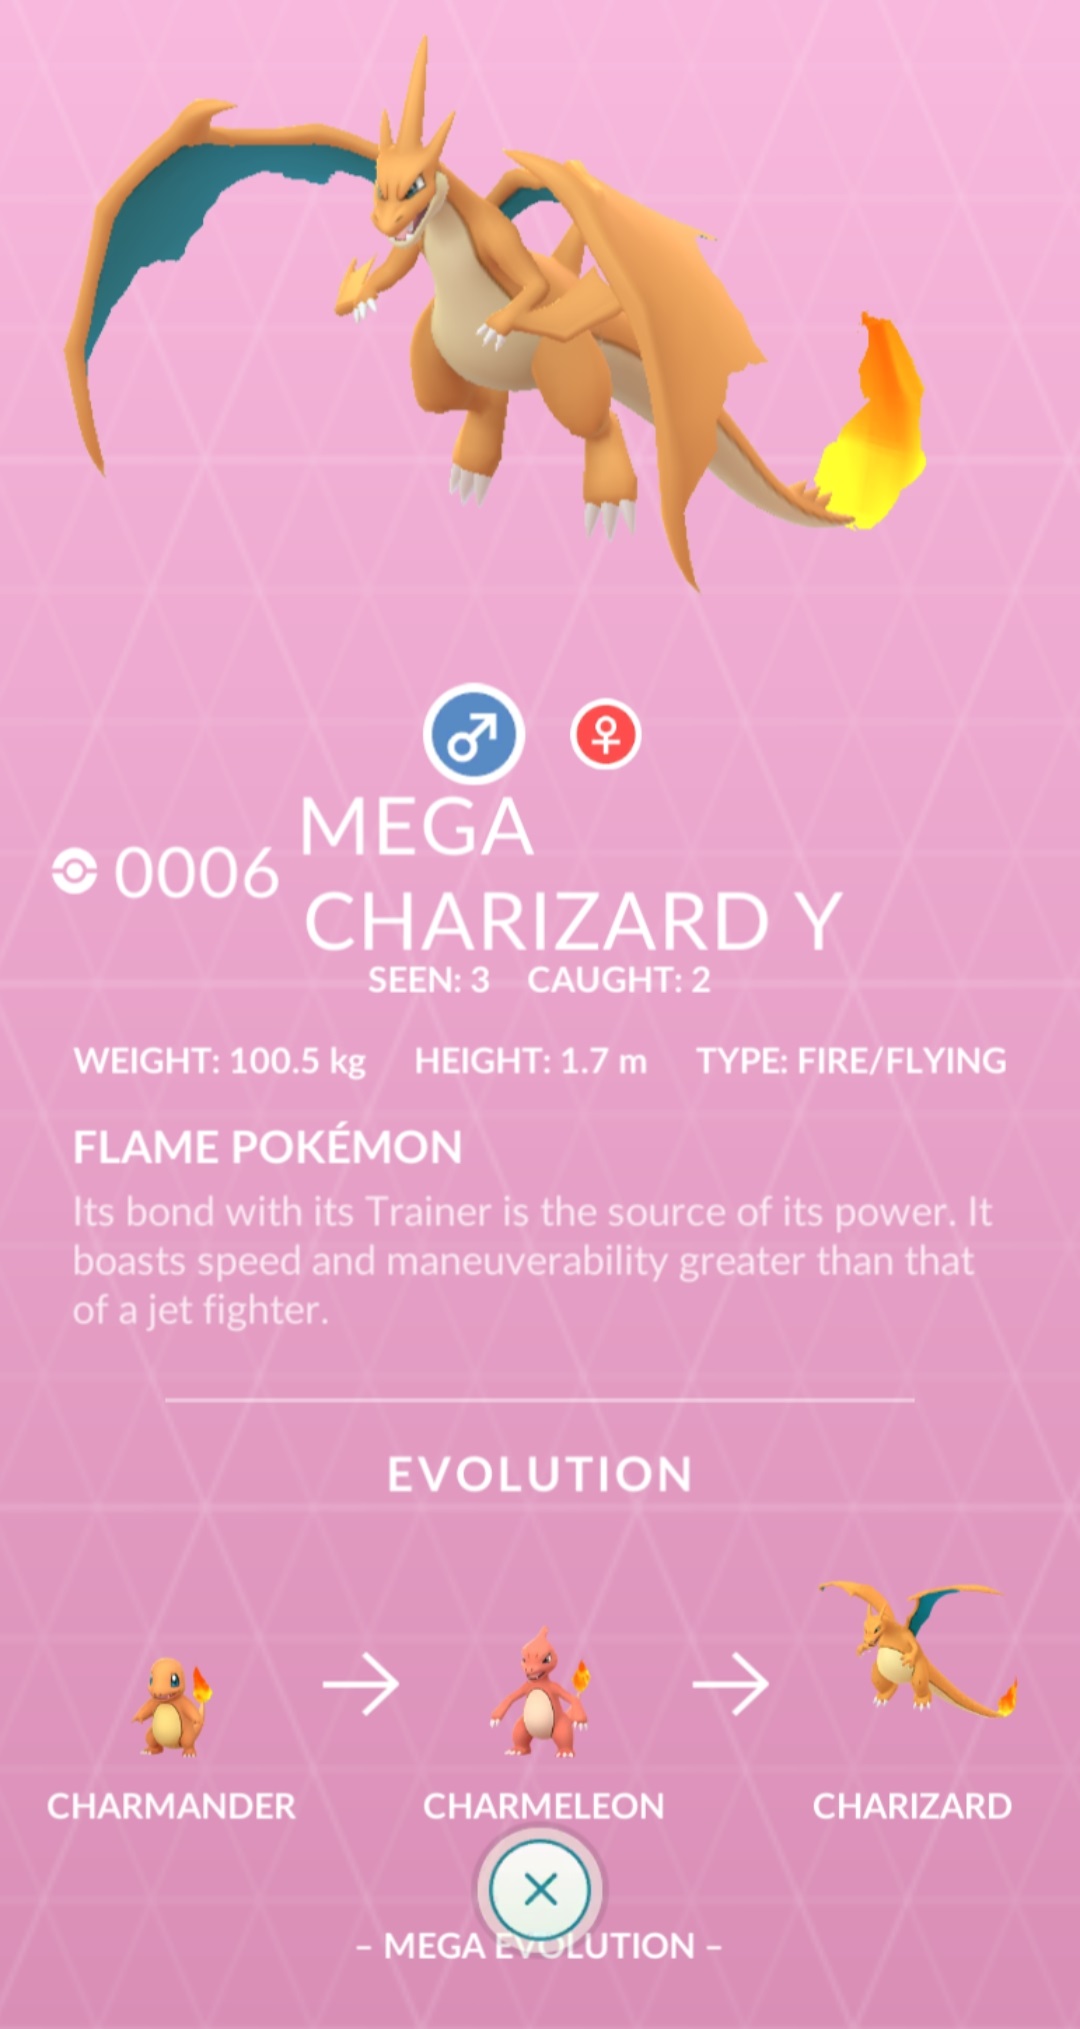 0006 MEGA
CHARIZARD Y
SEEN: 3 CAUGHT: 2
WEIGHT: 100.5 kg HEIGHT: 1.7 m TYPE: FIRE/FLYING
FLAME POKÉMON
Its bond with its Trainer is the source of its power. It
boasts speed and maneuverability greater than that
of a jet fighter.
EVOLUTION
CHARMANDER CHARMELEON CHARIZARD
– MEGA EVOLUTION –